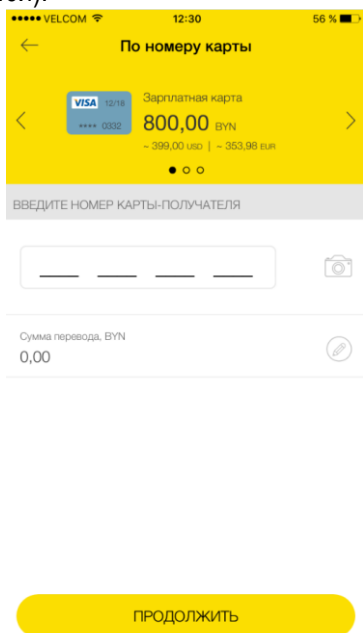 VELCOM 12:30 56 %
По номеру карты
VISA 12/18
•••• 0332
Зарплатная карта
800,00 BYN
~ 399,00 USD | ~ 353,98 EUR
ВВЕДИТЕ НОМЕР КАРТЫ-ПОЛУЧАТЕЛЯ
Сумма перевода, BYN
0,00
ПРОДОЛЖИТЬ